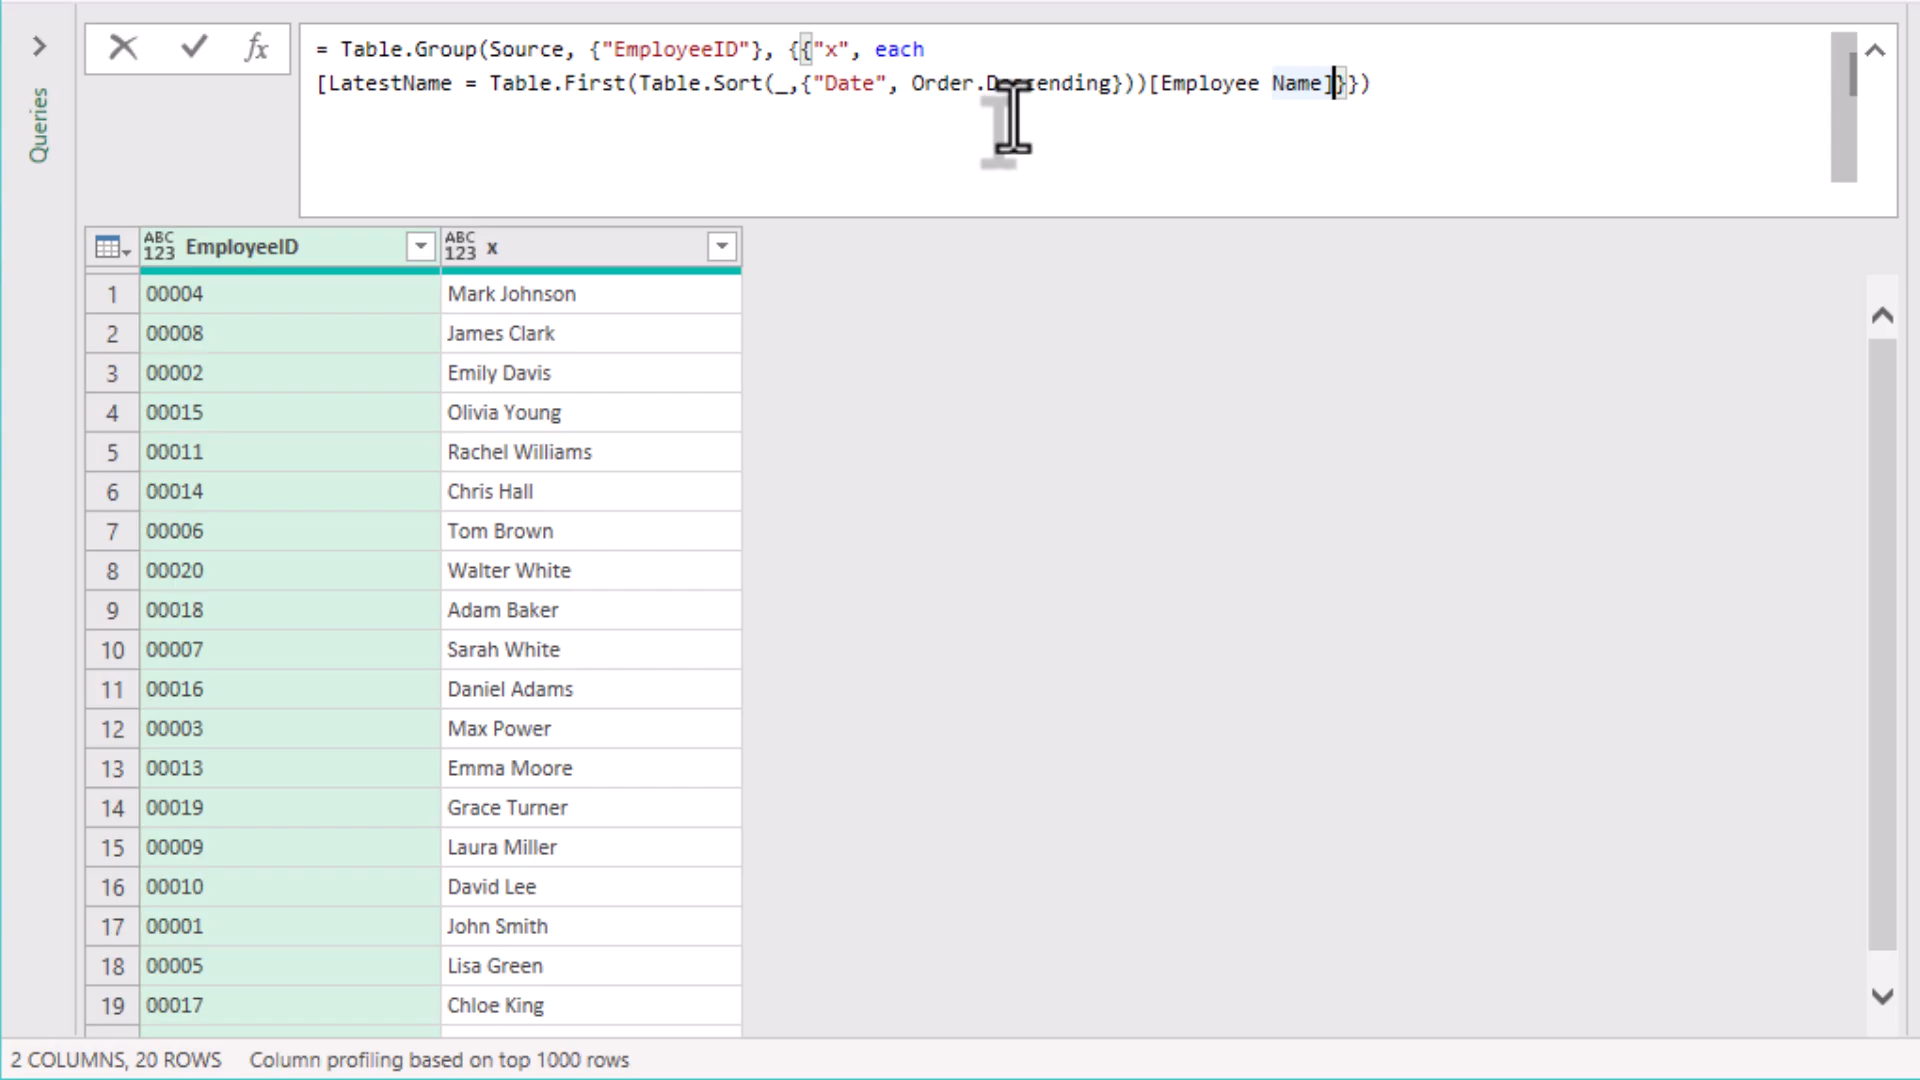 = Table.Group(Source, {"EmployeeID"}, {{"x", each
[LatestName = Table.First(Table.Sort(_,{"Date", Order.Descending}))[Employee Name]}})
Queries
ABC 123 EmployeeID ABC 123 x
1 00004 Mark Johnson
2 00008 James Clark
3 00002 Emily Davis
4 00015 Olivia Young
5 00011 Rachel Williams
6 00014 Chris Hall
7 00006 Tom Brown
8 00020 Walter White
9 00018 Adam Baker
10 00007 Sarah White
11 00016 Daniel Adams
12 00003 Max Power
13 00013 Emma Moore
14 00019 Grace Turner
15 00009 Laura Miller
16 00010 David Lee
17 00001 John Smith
18 00005 Lisa Green
19 00017 Chloe King
2 COLUMNS, 20 ROWS Column profiling based on top 1000 rows